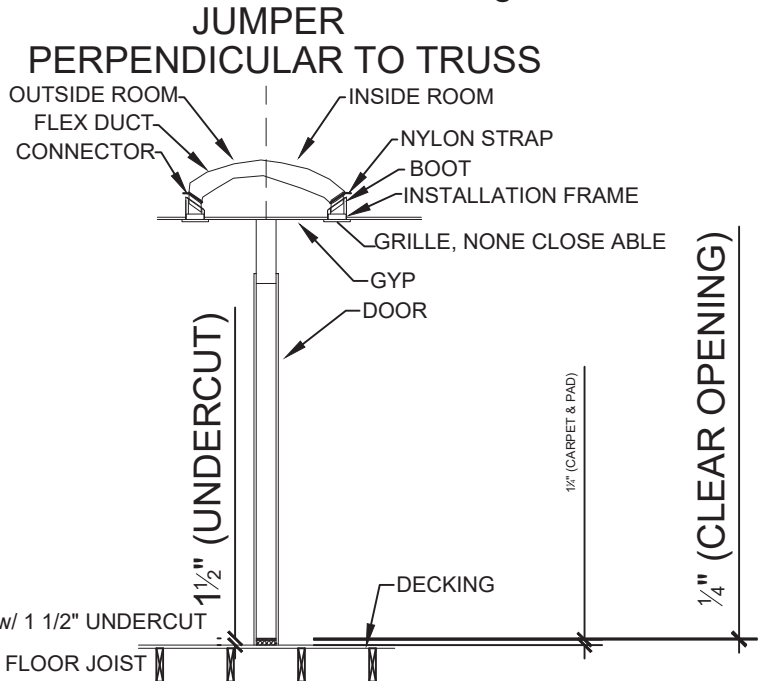 JUMPER
PERPENDICULAR TO TRUSS
OUTSIDE ROOM
INSIDE ROOM
FLEX DUCT
NYLON STRAP
CONNECTOR
BOOT
INSTALLATION FRAME
GRILLE, NONE CLOSE ABLE
GYP
DOOR
1½" (UNDERCUT)
1¼" (CARPET & PAD)
¼" (CLEAR OPENING)
DECKING
w/ 1 1/2" UNDERCUT
FLOOR JOIST